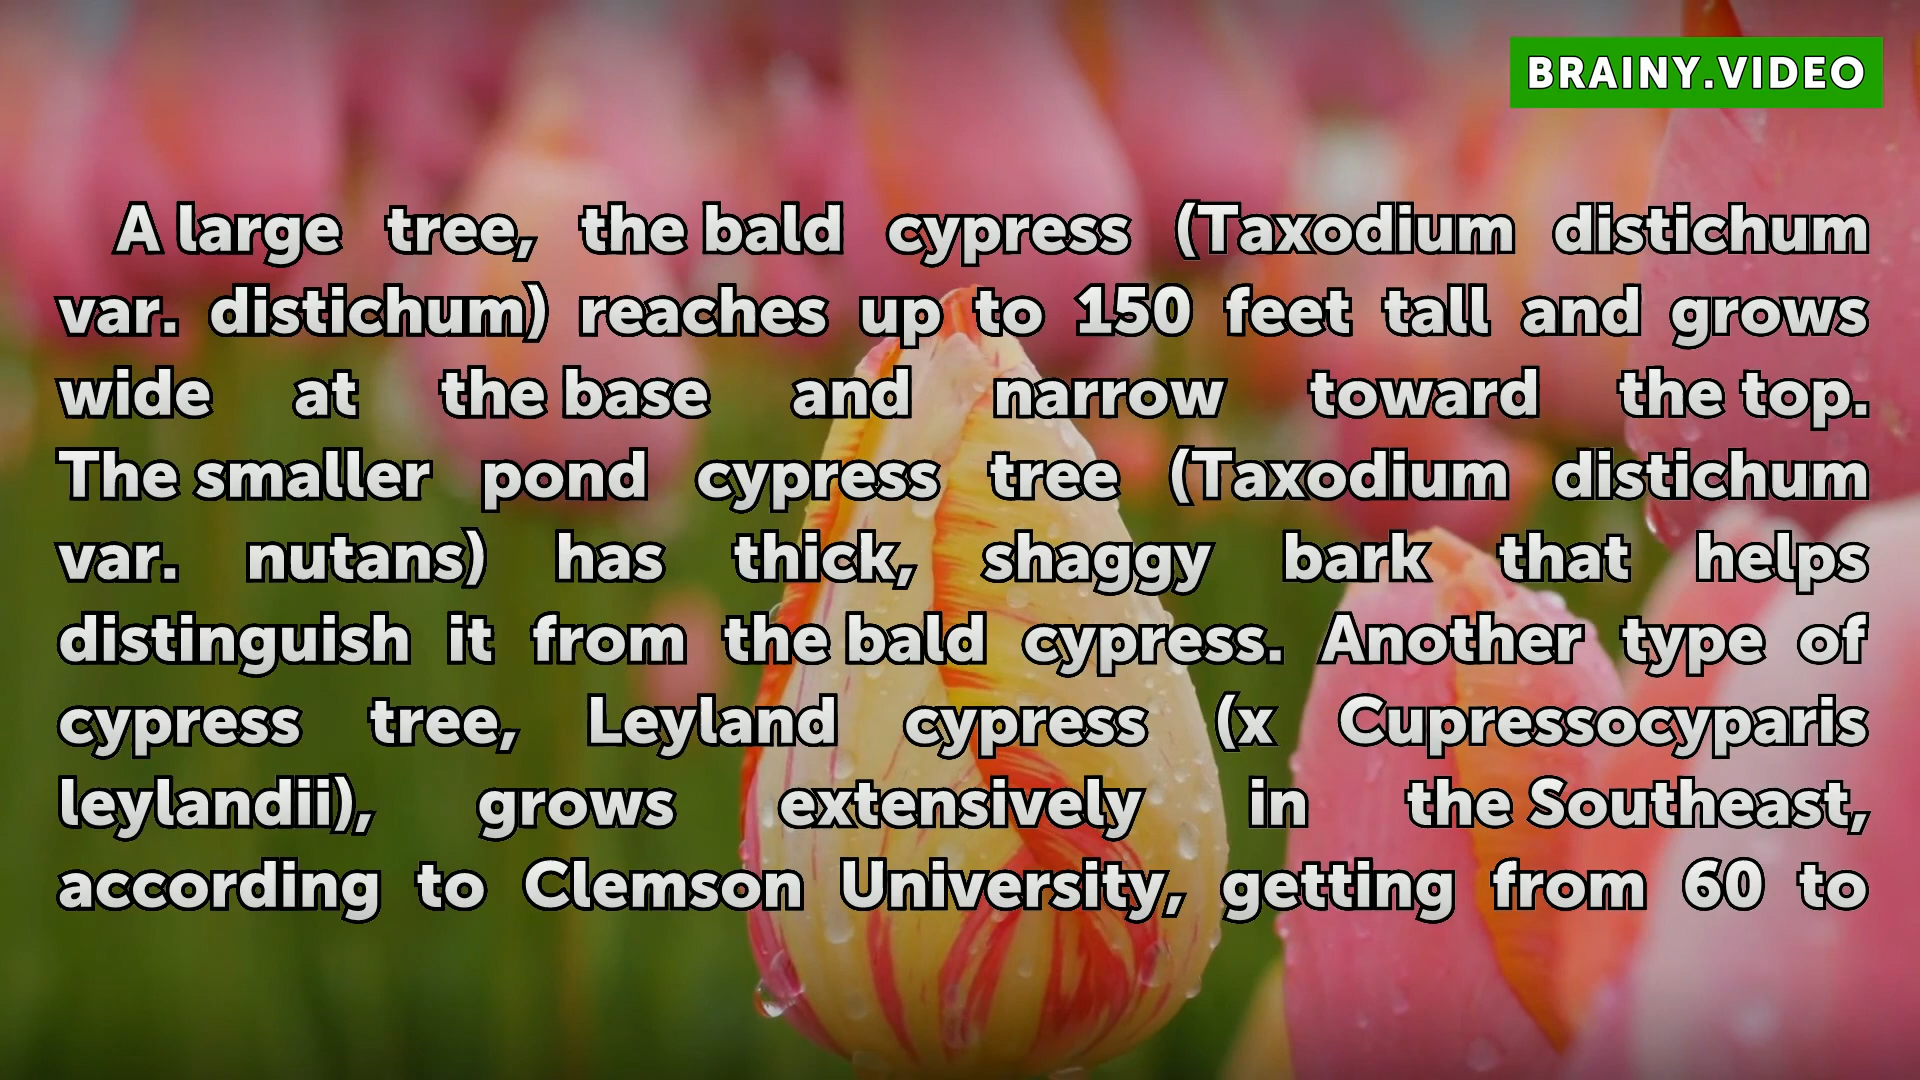 BRAINY.VIDEO
A large tree, the bald cypress (Taxodium distichum
var. distichum) reaches up to 150 feet tall and grows
wide at the base and narrow toward the top.
The smaller pond cypress tree (Taxodium distichum
var. nutans) has thick, shaggy bark that helps
distinguish it from the bald cypress. Another type of
cypress tree, Leyland cypress (x Cupressocyparis
leylandii), grows extensively in the Southeast,
according to Clemson University, getting from 60 to